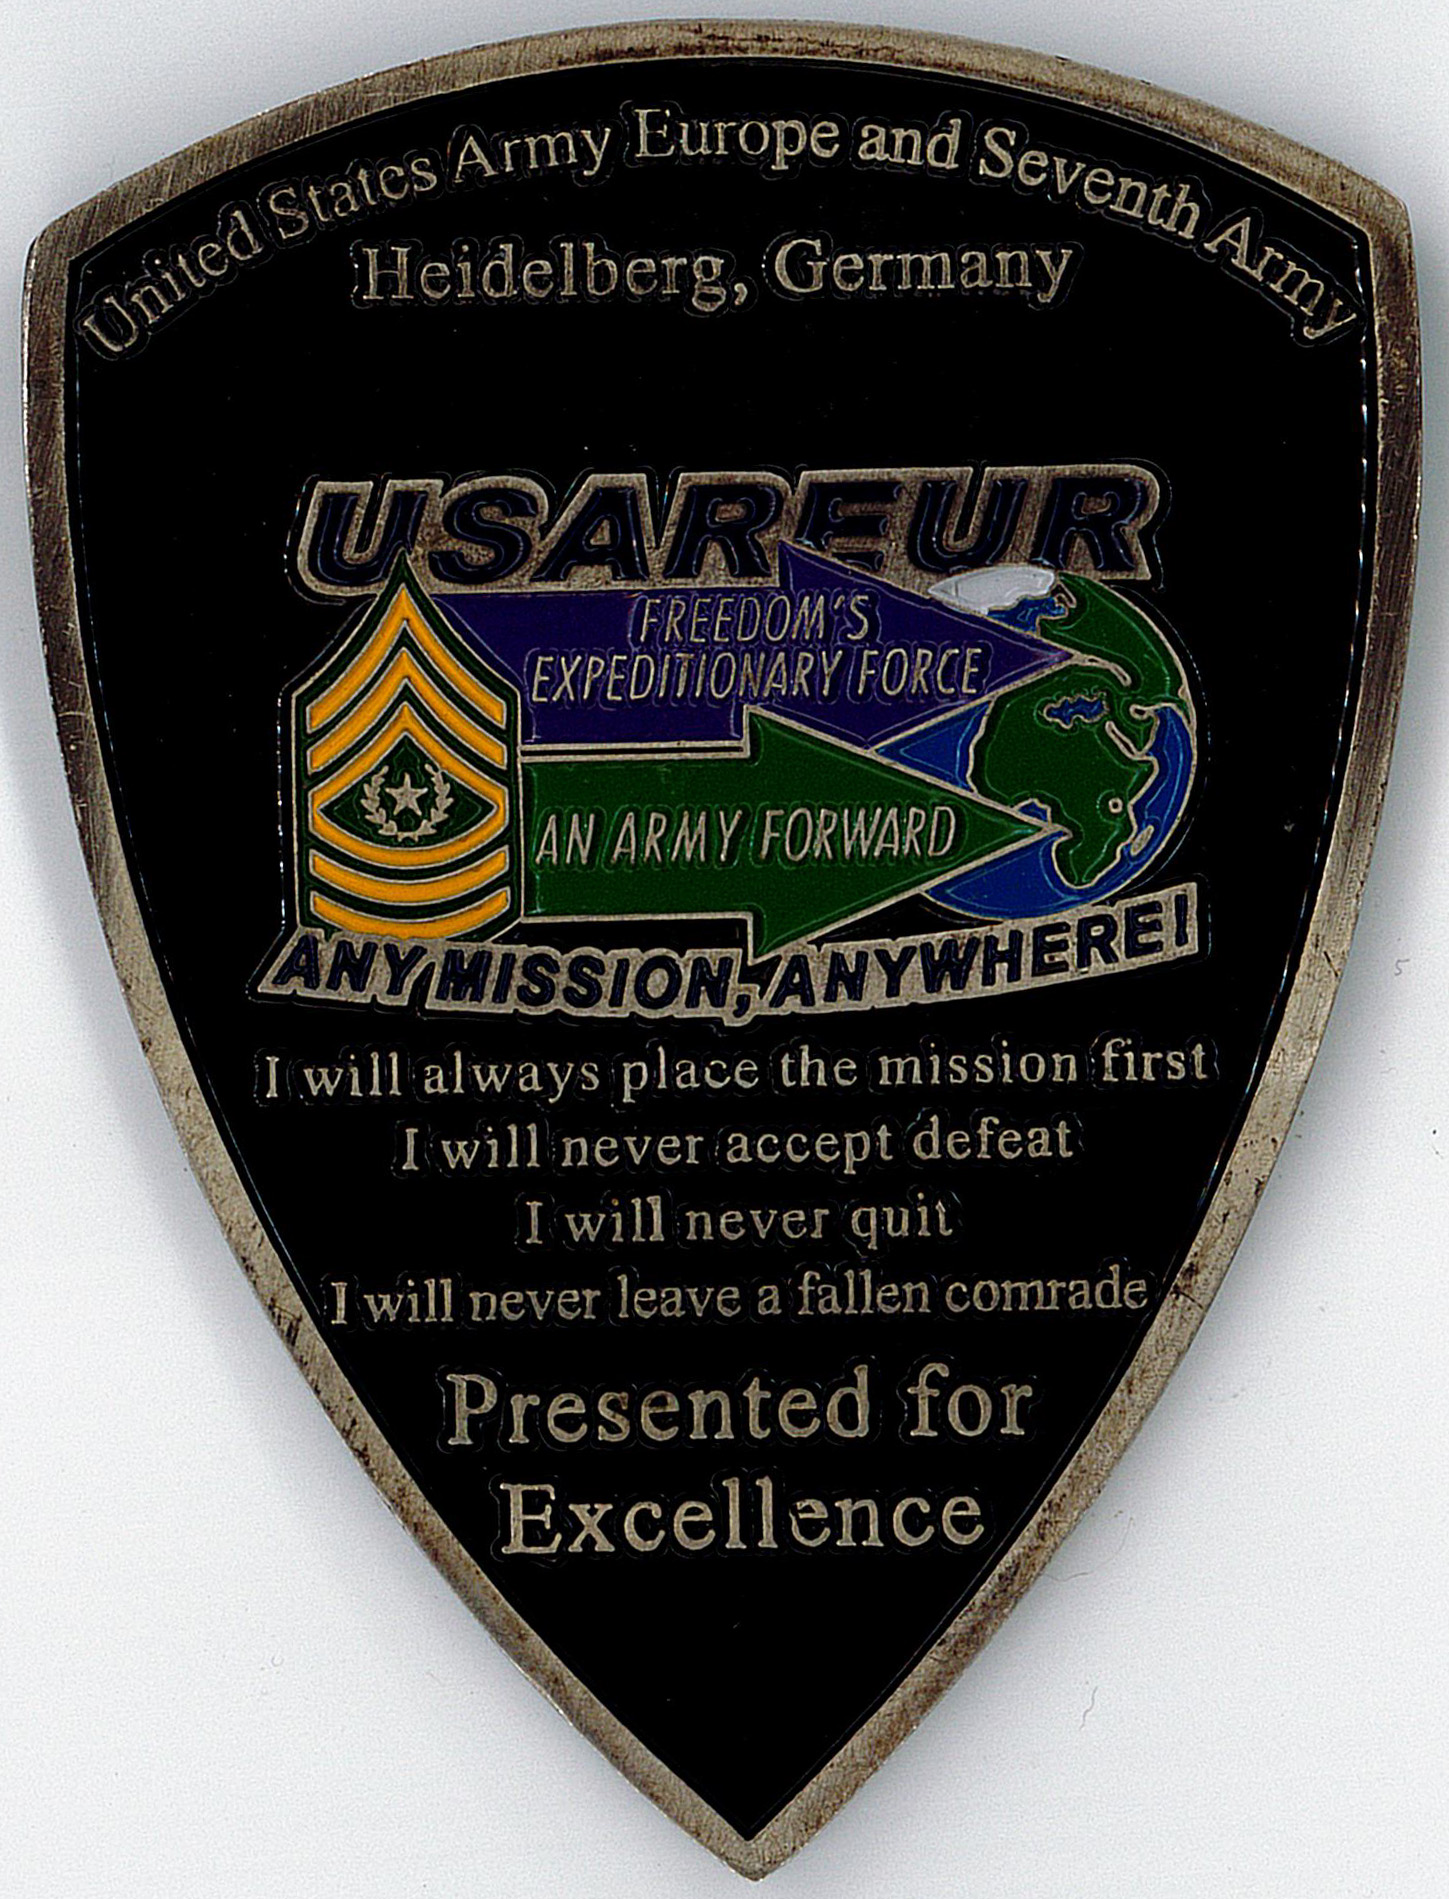 United States Army Europe and Seventh Army
Heidelberg, Germany
USAREUR
FREEDOM'S
EXPEDITIONARY FORCE
AN ARMY FORWARD
ANY MISSION, ANYWHERE!
I will always place the mission first
I will never accept defeat
I will never quit
I will never leave a fallen comrade
Presented for
Excellence